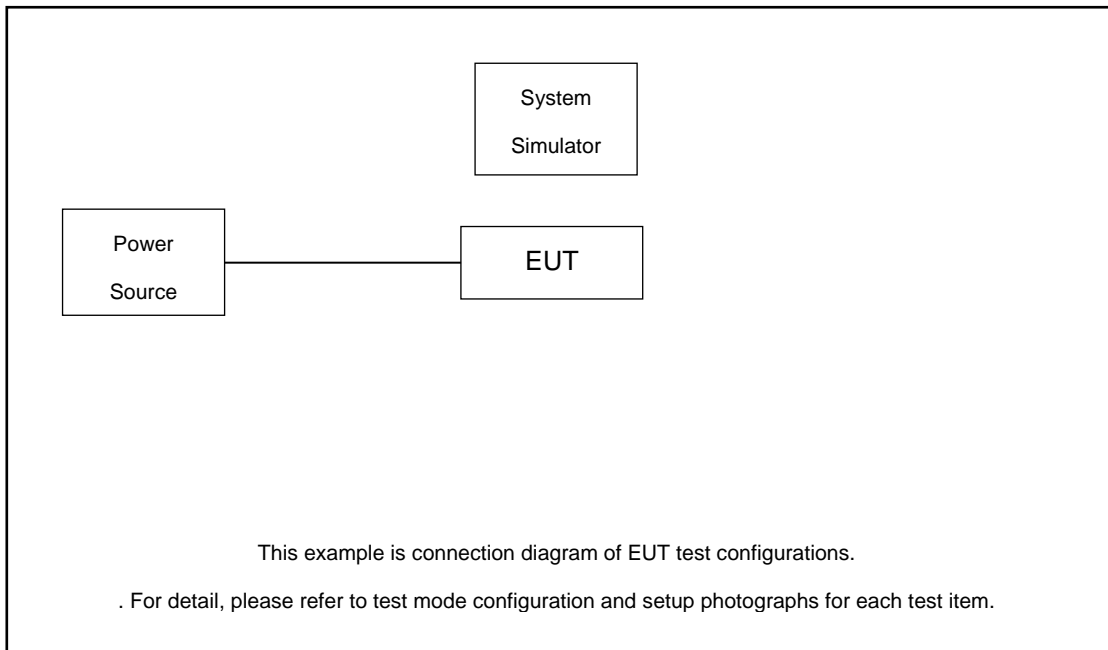 System
Simulator
Power
Source
EUT
This example is connection diagram of EUT test configurations.
. For detail, please refer to test mode configuration and setup photographs for each test item.